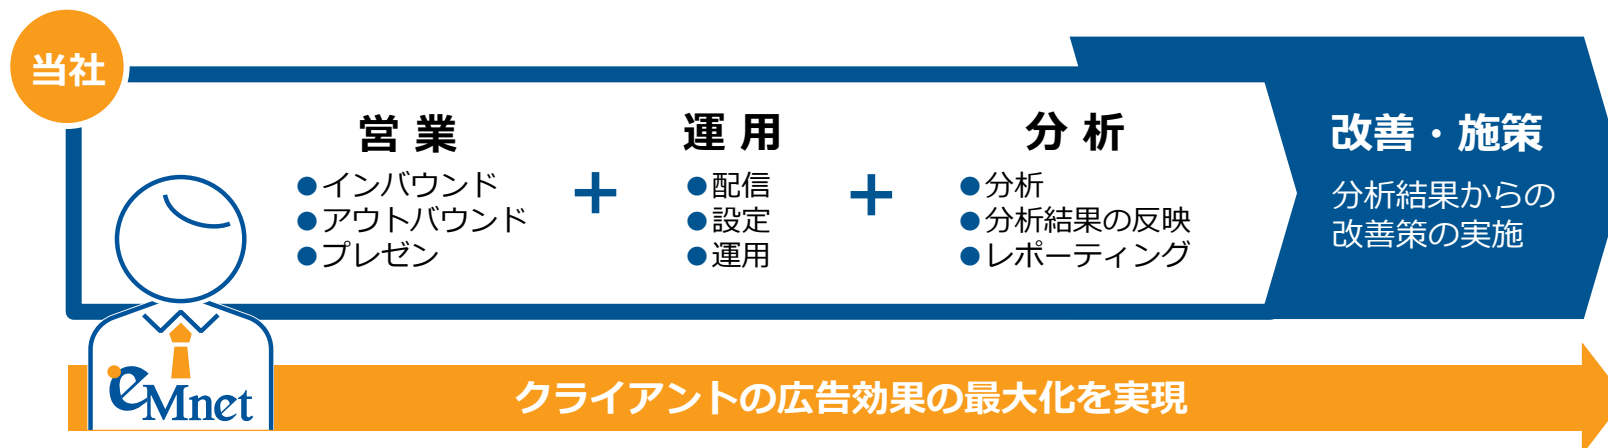 当社
営業
●インバウンド
●アウトバウンド
●プレゼン
+
運用
●配信
●設定
●運用
+
分析
●分析
●分析結果の反映
●レポーティング
改善・施策
分析結果からの
改善策の実施
eMnet
クライアントの広告効果の最大化を実現